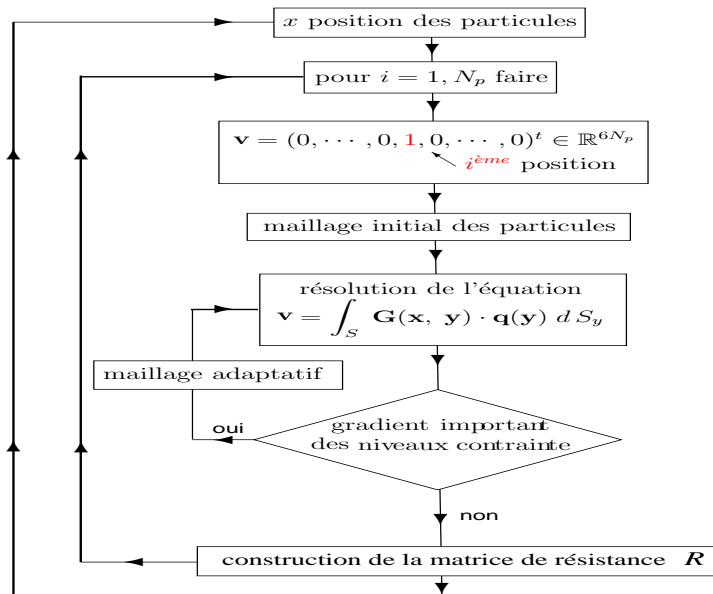 x position des particules
pour i = 1, N_p faire
v = (0, ⋯ , 0, 1, 0, ⋯ , 0)^t ∈ ℝ^{6N_p}
i^{ème} position
maillage initial des particules
résolution de l'équation
v = ∫_S G(x, y) · q(y) d S_y
maillage adaptatif
gradient important
des niveaux contrainte
oui
non
construction de la matrice de résistance R